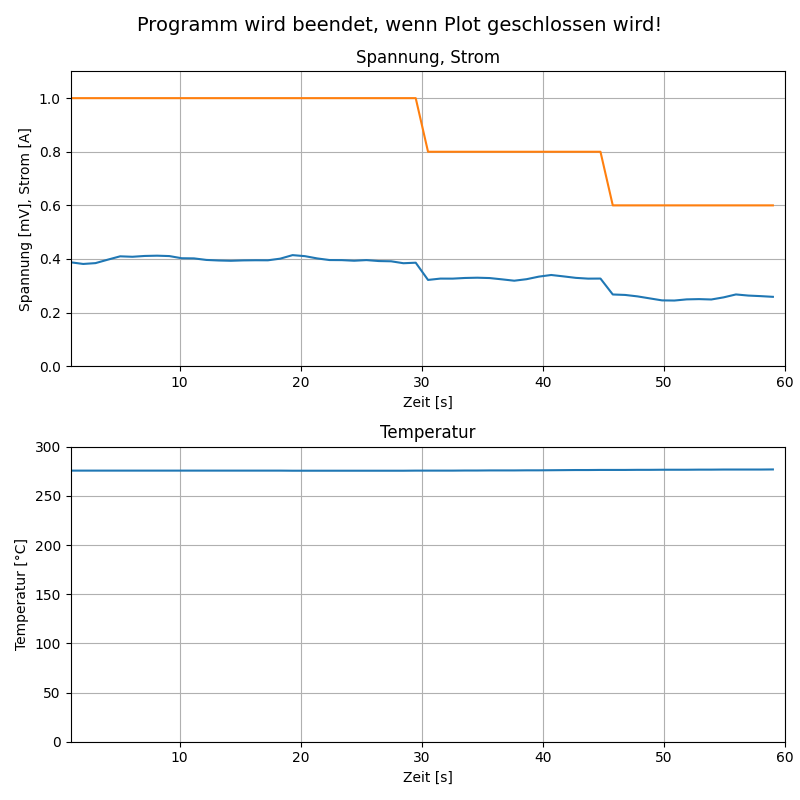 Programm wird beendet, wenn Plot geschlossen wird!
Spannung, Strom
Spannung [mV], Strom [A]
1.0
0.8
0.6
0.4
0.2
0.0
10 20 30 40 50 60
Zeit [s]
Temperatur
Temperatur [°C]
300
250
200
150
100
50
0
10 20 30 40 50 60
Zeit [s]